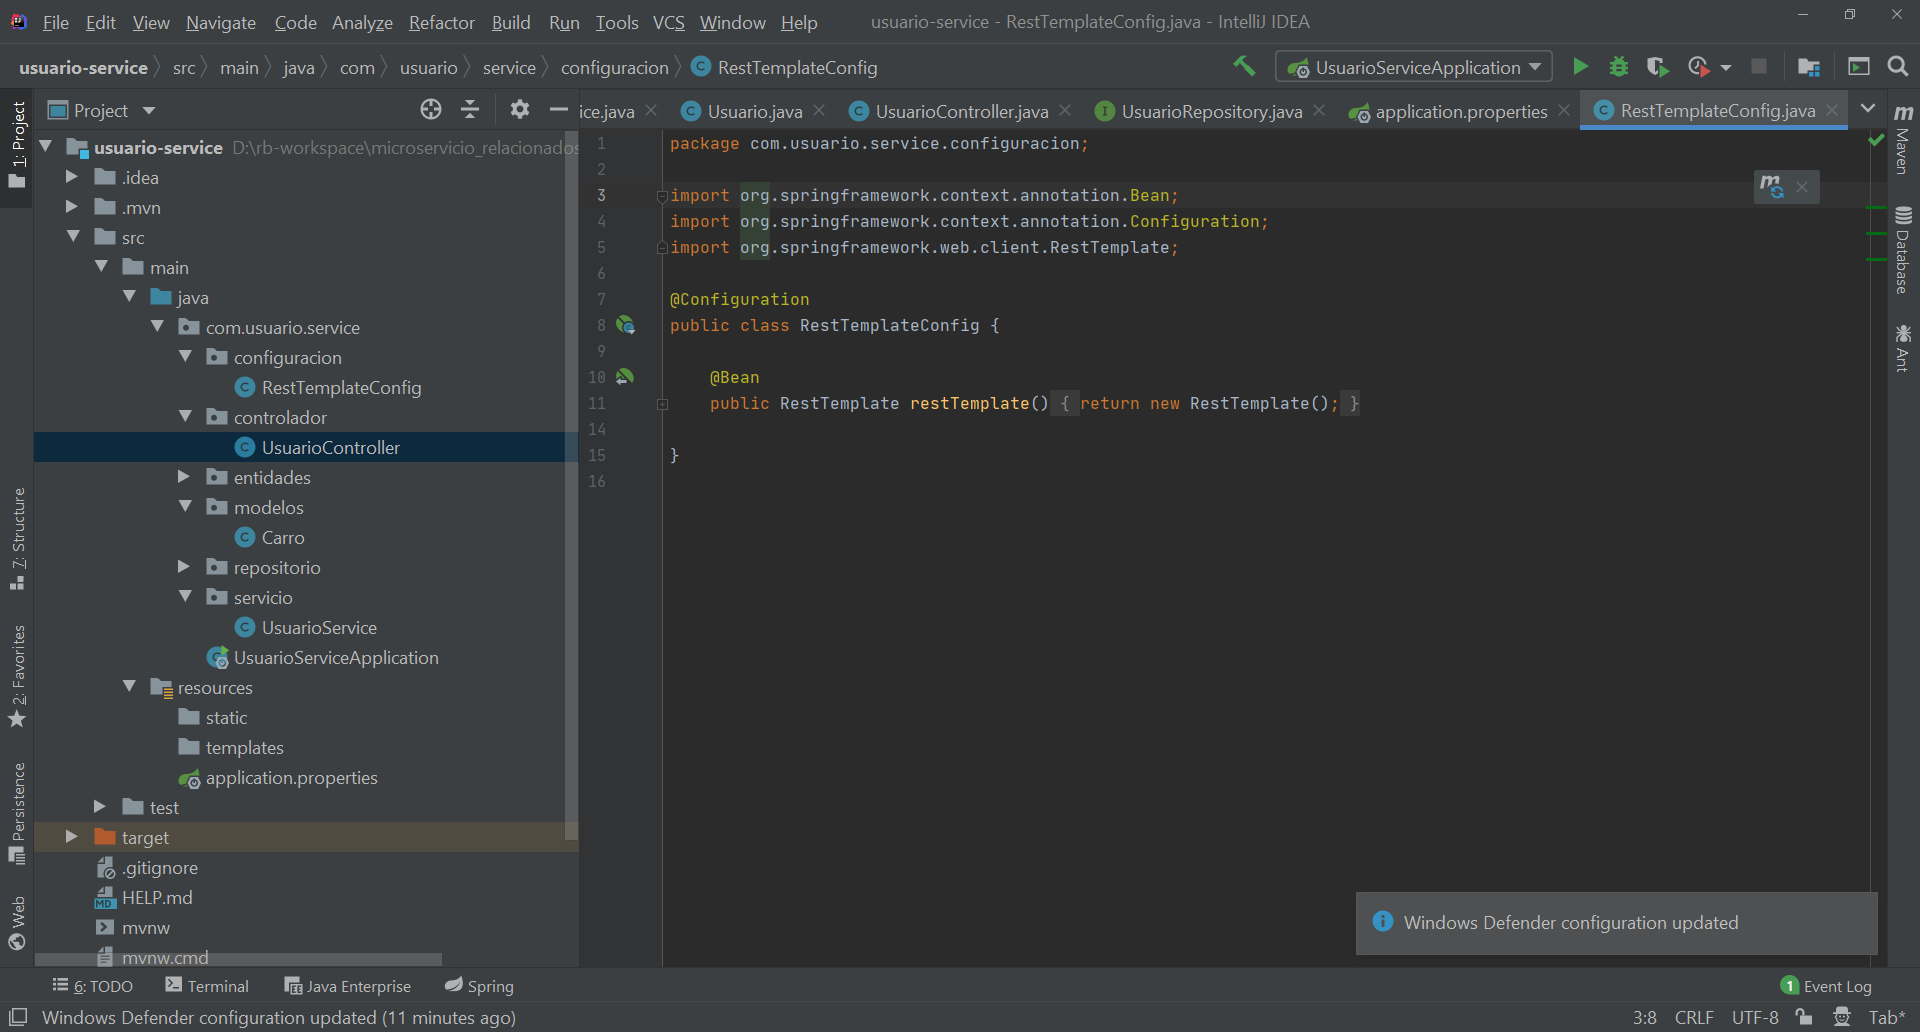 File Edit View Navigate Code Analyze Refactor Build Run Tools VCS Window Help usuario-service - RestTemplateConfig.java - IntelliJ IDEA
usuario-service src main java com usuario service configuracion RestTemplateConfig UsuarioServiceApplication
Project
ice.java Usuario.java UsuarioController.java UsuarioRepository.java application.properties RestTemplateConfig.java
usuario-service D:\rb-workspace\microservicio_relacionados
.idea
.mvn
src
main
java
com.usuario.service
configuracion
RestTemplateConfig
controlador
UsuarioController
entidades
modelos
Carro
repositorio
servicio
UsuarioService
UsuarioServiceApplication
resources
static
templates
application.properties
test
target
.gitignore
HELP.md
mvnw
mvnw.cmd
1 package com.usuario.service.configuracion;
2
3 import org.springframework.context.annotation.Bean;
4 import org.springframework.context.annotation.Configuration;
5 import org.springframework.web.client.RestTemplate;
6
7 @Configuration
8 public class RestTemplateConfig {
9
10 @Bean
11 public RestTemplate restTemplate() { return new RestTemplate(); }
14
15 }
16
1: Project
7: Structure
2: Favorites
Persistence
Web
m Maven
Database
Ant
Windows Defender configuration updated
6: TODO Terminal Java Enterprise Spring 1 Event Log
Windows Defender configuration updated (11 minutes ago) 3:8 CRLF UTF-8 Tab*